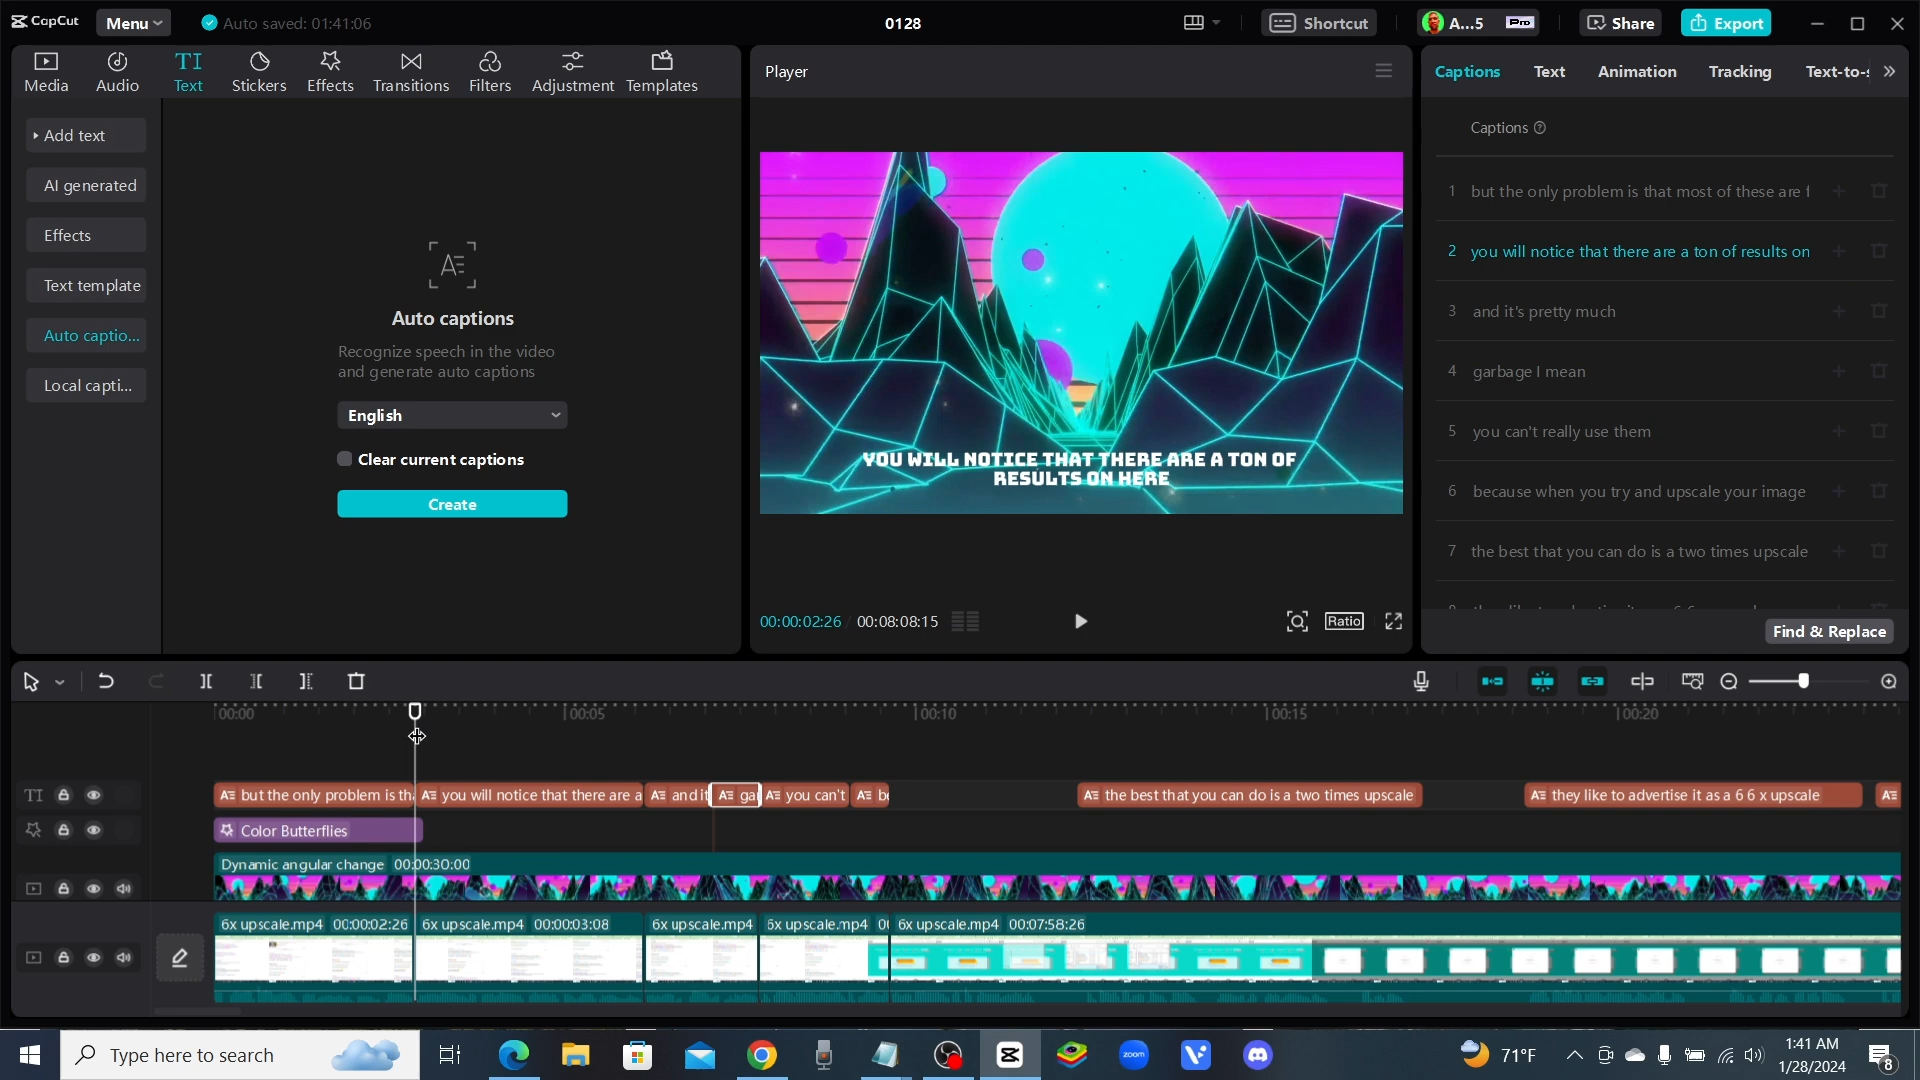 CapCut
Menu
Auto saved: 01:41:06
0128
Shortcut
A...5
Pro
Share
Export
Media
Audio
TI
Text
Stickers
Effects
Transitions
Filters
Adjustment
Templates
Add text
AI generated
Effects
Text template
Auto captio...
Local capti...
Auto captions
Recognize speech in the video
and generate auto captions
English
Clear current captions
Create
Player
YOU WILL NOTICE THAT THERE ARE A TON OF
RESULTS ON HERE
00:00:02:26 / 00:08:08:15
Ratio
Captions
Text
Animation
Tracking
Text-to-s
Captions
1 but the only problem is that most of these are f
2 you will notice that there are a ton of results on
3 and it's pretty much
4 garbage I mean
5 you can't really use them
6 because when you try and upscale your image
7 the best that you can do is a two times upscale
Find & Replace
00:00
00:05
00:10
00:15
00:20
TI
but the only problem is th
you will notice that there are a
and it
ga
you can't
be
the best that you can do is a two times upscale
they like to advertise it as a 6 6 x upscale
Color Butterflies
Dynamic angular change 00:00:30:00
6x upscale.mp4 00:00:02:26
6x upscale.mp4 00:00:03:08
6x upscale.mp4
6x upscale.mp4 00
6x upscale.mp4 00:07:58:26
Type here to search
zoom
71°F
1:41 AM
1/28/2024
8